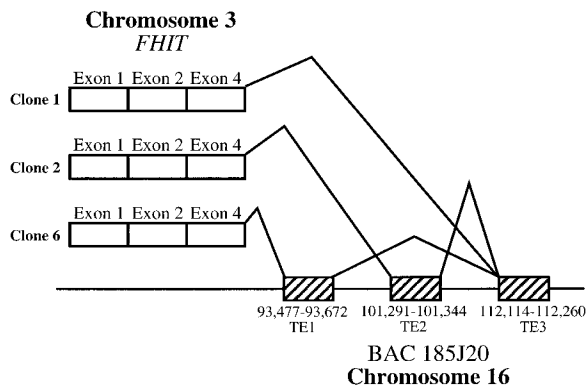 Chromosome 3
FHIT
Exon 1 Exon 2 Exon 4
Clone 1
Exon 1 Exon 2 Exon 4
Clone 2
Exon 1 Exon 2 Exon 4
Clone 6
93,477-93,672 101,291-101,344 112,114-112,260
TE1 TE2 TE3
BAC 185J20
Chromosome 16